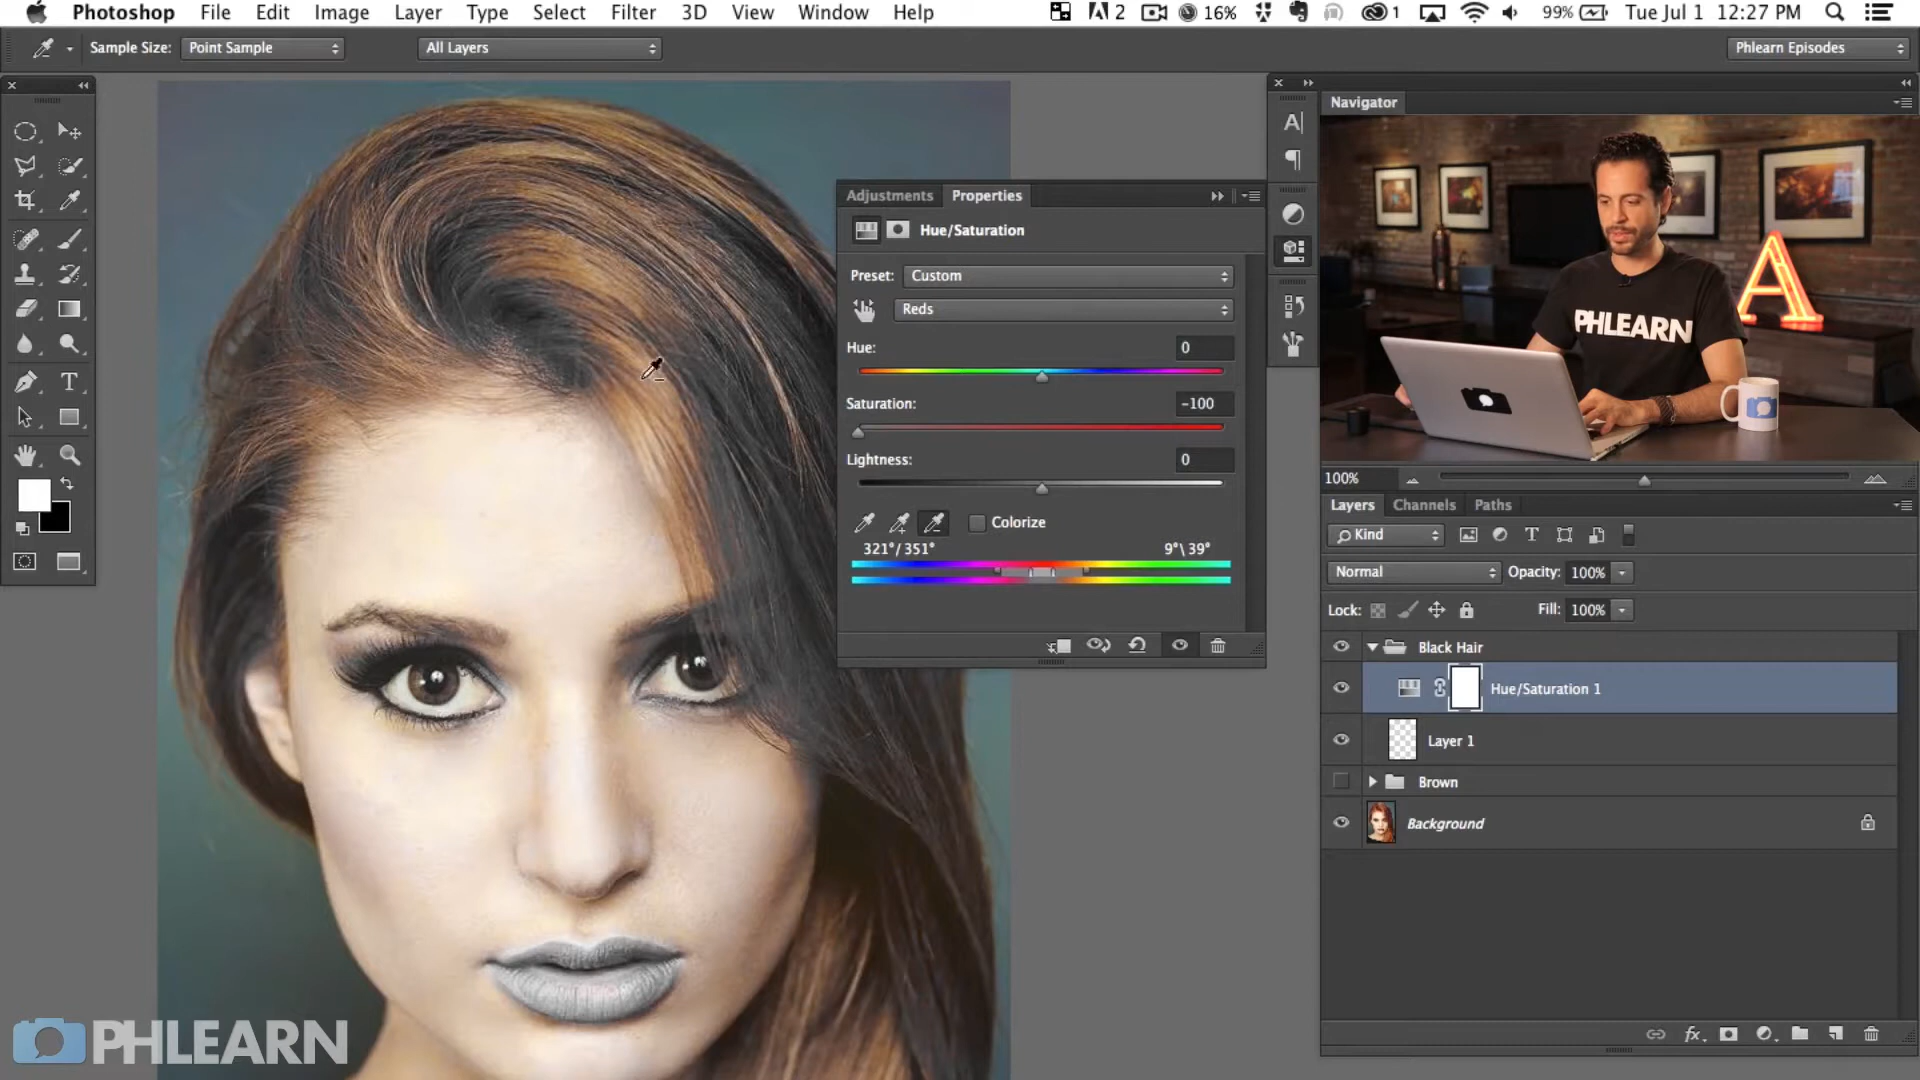 Photoshop File Edit Image Layer Type Select Filter 3D View Window Help 2 16% 1 99% Tue Jul 1 12:27 PM
Sample Size: Point Sample All Layers Phlearn Episodes
Navigator
A
PHLEARN
100%
Adjustments Properties
Hue/Saturation
Preset: Custom
Reds
Hue: 0
Saturation: -100
Lightness: 0
Colorize
321°/351° 9°\39°
Layers Channels Paths
Kind
Normal Opacity: 100%
Lock: Fill: 100%
Black Hair
Hue/Saturation 1
Layer 1
Brown
Background
fx
PHLEARN